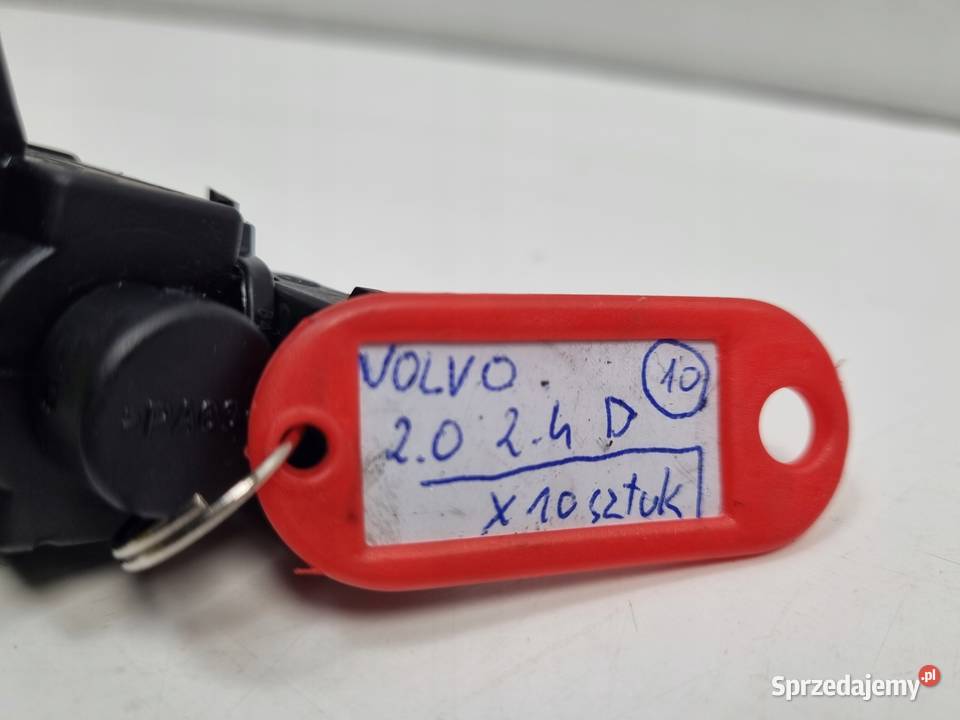 VOLVO 10
2.0 2.4 D
x 10 sztuk
Sprzedajemy.pl